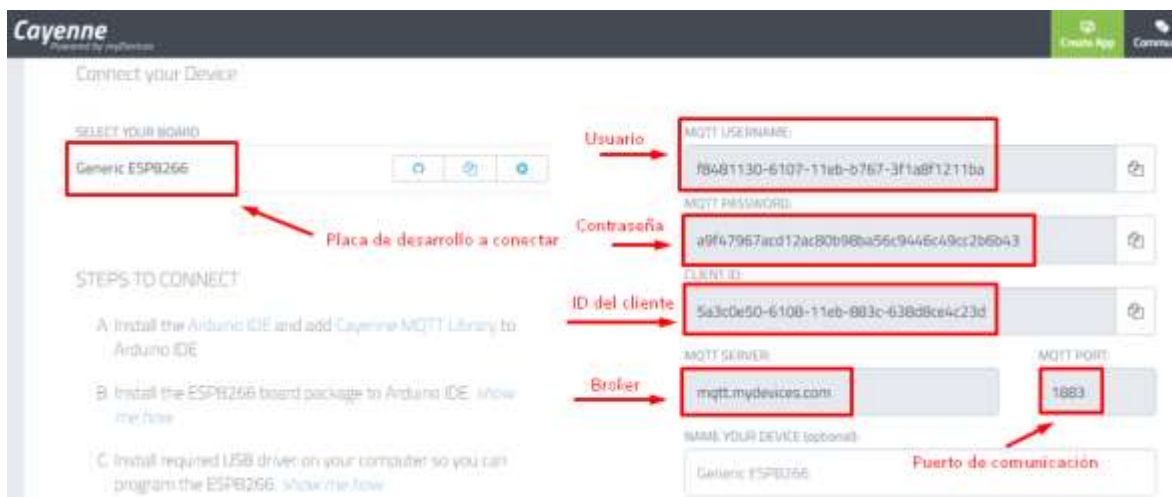 Cayenne
Powered by myDevices
Create App
Commu
Connect your Device
SELECT YOUR BOARD
Generic ESP8266
Placa de desarrollo a conectar
STEPS TO CONNECT
A. Install the Arduino IDE and add Cayenne MQTT Library to
Arduino IDE
B. Install the ESP8266 board package to Arduino IDE. show
me how
C. Install required USB driver on your computer so you can
program the ESP8266. show me how
Usuario
MQTT USERNAME:
f8481130-6107-11eb-b767-3f1a8f1211ba
Contraseña
MQTT PASSWORD:
a9f47967acd12ac80b98ba56c9446c49cc2b6b43
ID del cliente
CLIENT ID:
5a3c0e50-6108-11eb-883c-638d8ce4c23d
Broker
MQTT SERVER:
mqtt.mydevices.com
MQTT PORT:
1883
Puerto de comunicación
NAME YOUR DEVICE (optional):
Generic ESP8266